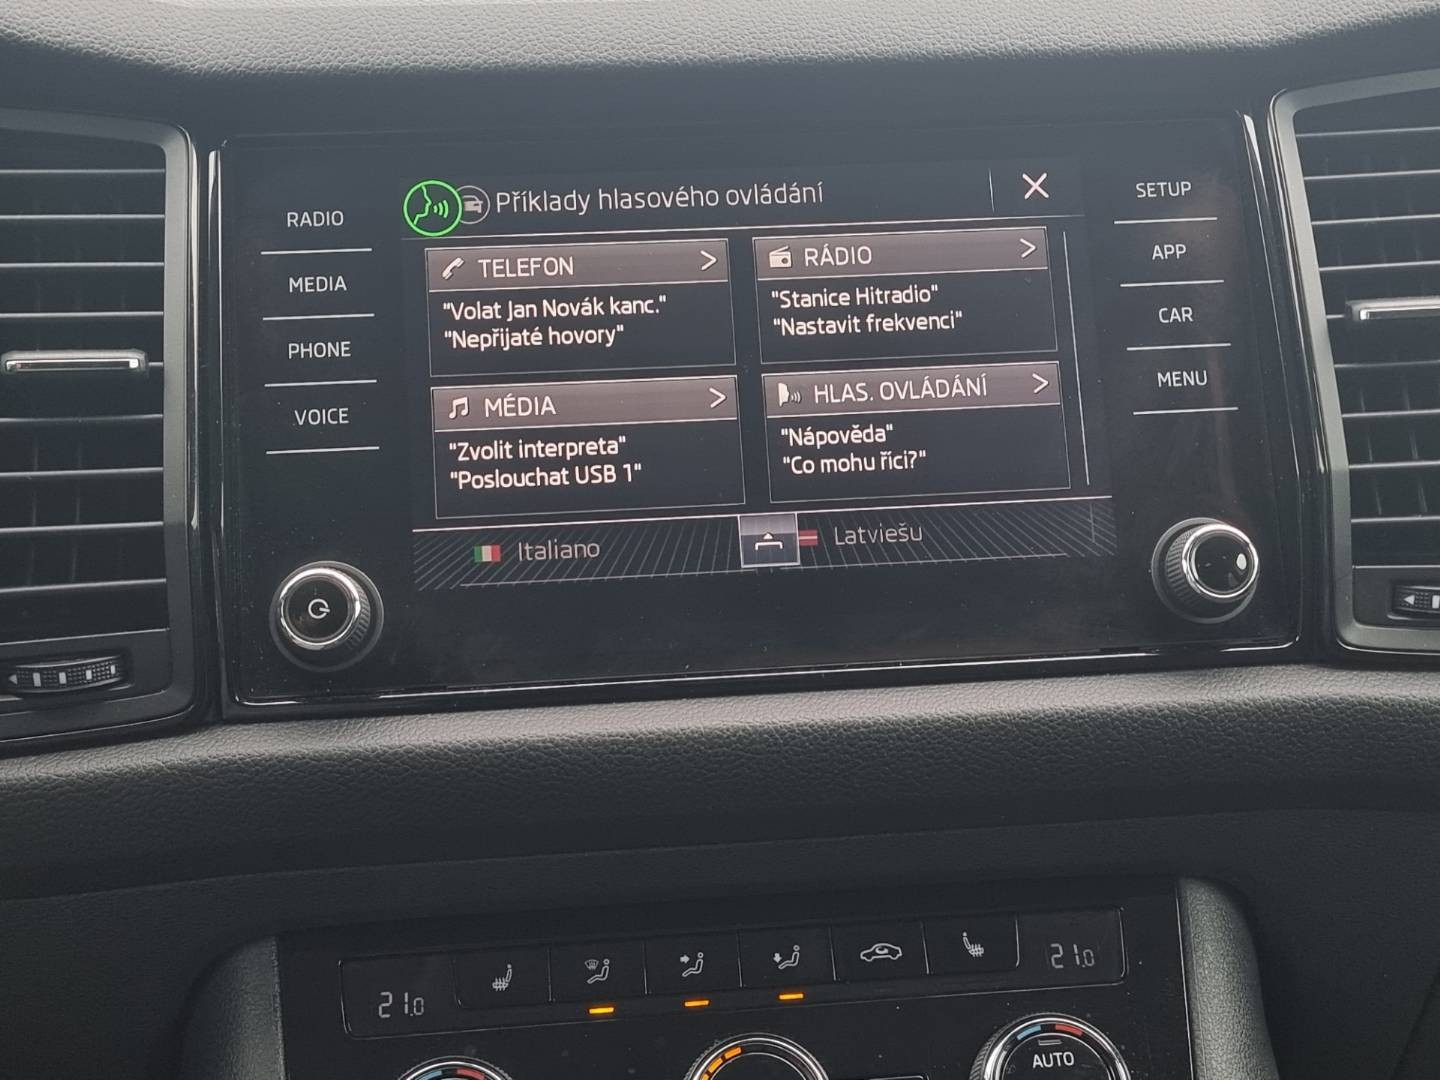 Příklady hlasového ovládání
RADIO
MEDIA
PHONE
VOICE
TELEFON
"Volat Jan Novák kanc."
"Nepřijaté hovory"
RÁDIO
"Stanice Hitradio"
"Nastavit frekvenci"
MÉDIA
"Zvolit interpreta"
"Poslouchat USB 1"
HLAS. OVLÁDÁNÍ
"Nápověda"
"Co mohu říci?"
Italiano
Latviešu
SETUP
APP
CAR
MENU
21.0
21.0
AUTO